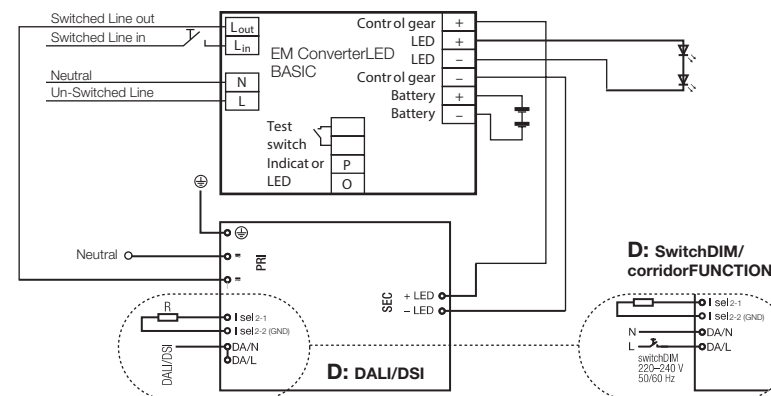 Switched Line out
Switched Line in
Neutral
Un-Switched Line
Lout
Lin
N
L
EM ConverterLED
BASIC
Control gear +
LED +
LED –
Control gear –
Battery +
Battery –
Test
switch
Indicator P
LED O
Neutral
PRI
=
=
SEC
+ LED
– LED
R
I sel 2-1
I sel 2-2 (GND)
DA/N
DA/L
DALI/DSI
D: DALI/DSI
D: SwitchDIM/
corridorFUNCTION
I sel 2-1
I sel 2-2 (GND)
N
DA/N
L
DA/L
switchDIM
220–240 V
50/60 Hz